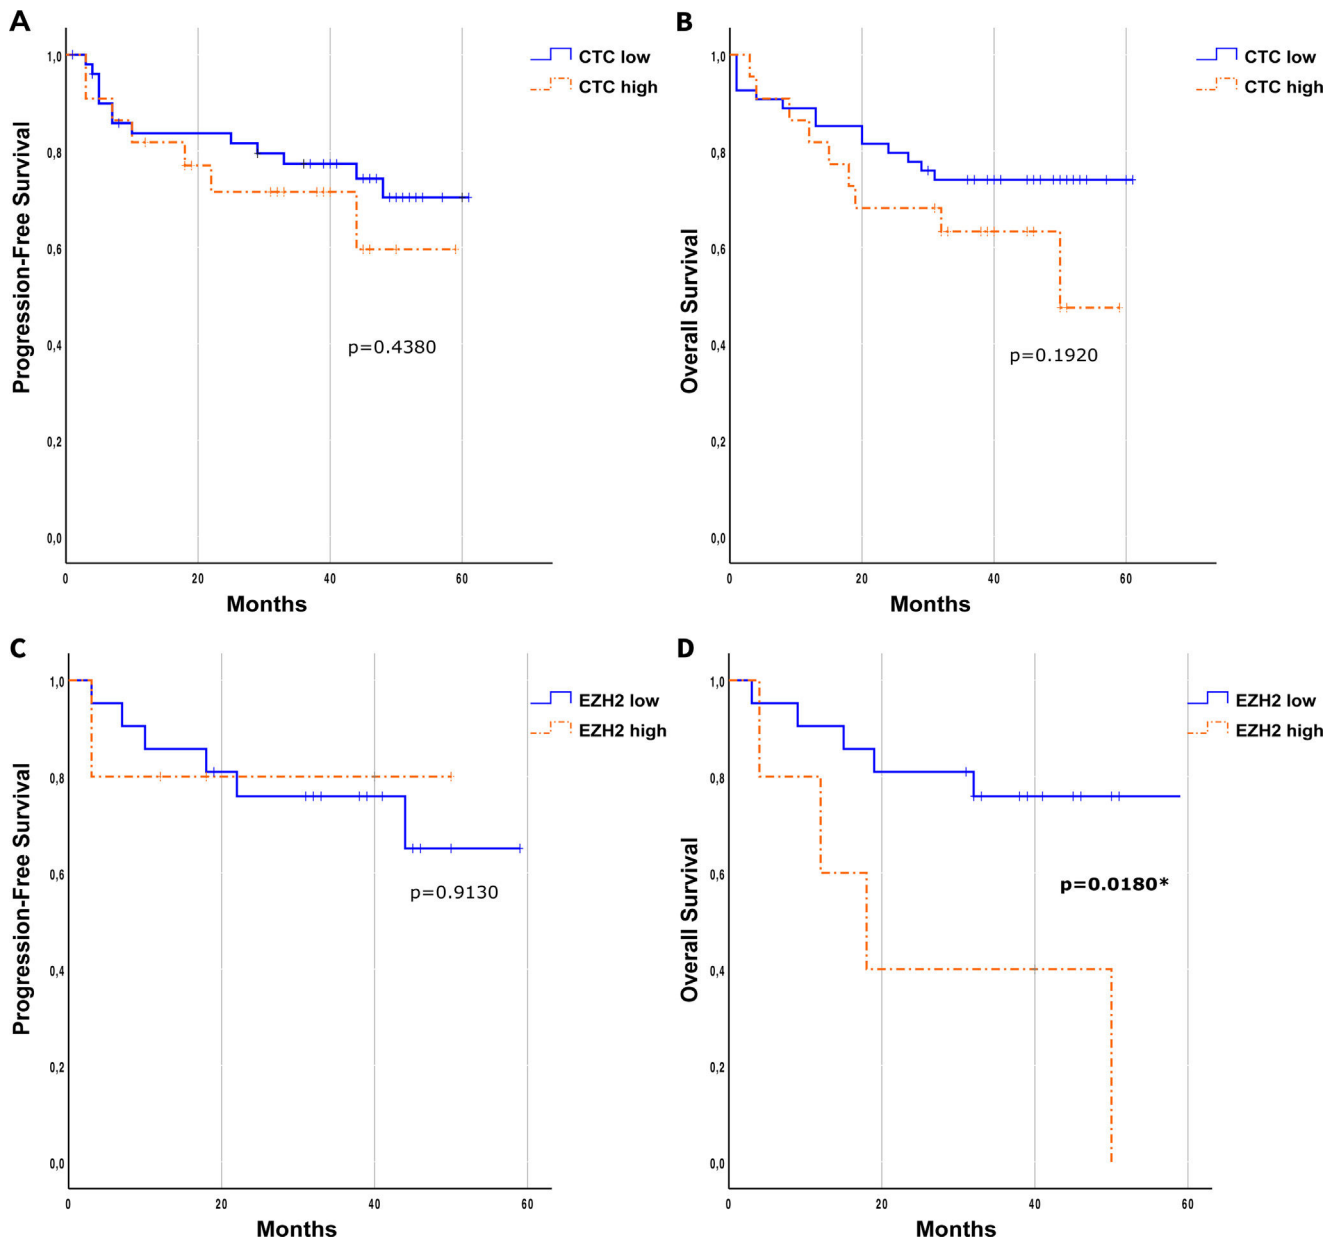 A
CTC low
CTC high
1,0
0,8
0,6
0,4
0,2
0,0
Progression-Free Survival
p=0.4380
0 20 40 60
Months
B
CTC low
CTC high
1,0
0,8
0,6
0,4
0,2
0,0
Overall Survival
p=0.1920
0 20 40 60
Months
C
EZH2 low
EZH2 high
1,0
0,8
0,6
0,4
0,2
0,0
Progression-Free Survival
p=0.9130
0 20 40 60
Months
D
EZH2 low
EZH2 high
1,0
0,8
0,6
0,4
0,2
0,0
Overall Survival
p=0.0180*
0 20 40 60
Months